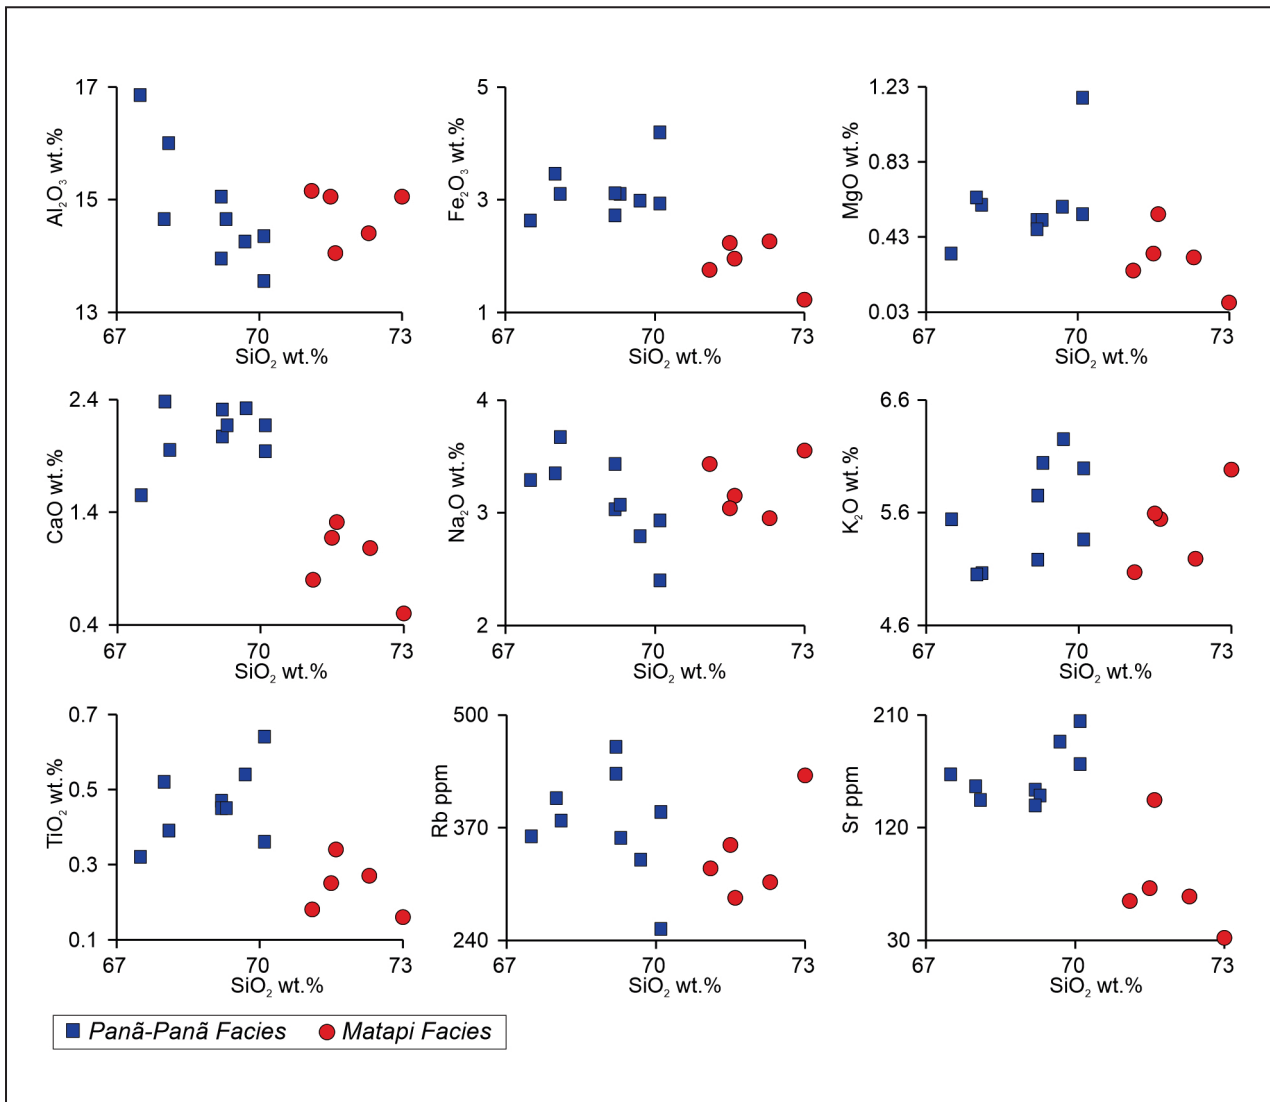 17
15
13
67
70
73
Al₂O₃ wt.%
SiO₂ wt.%
5
3
1
67
70
73
Fe₂O₃ wt.%
SiO₂ wt.%
1.23
0.83
0.43
0.03
67
70
73
MgO wt.%
SiO₂ wt.%
2.4
1.4
0.4
67
70
73
CaO wt.%
SiO₂ wt.%
4
3
2
67
70
73
Na₂O wt.%
SiO₂ wt.%
6.6
5.6
4.6
67
70
73
K₂O wt.%
SiO₂ wt.%
0.7
0.5
0.3
0.1
67
70
73
TiO₂ wt.%
SiO₂ wt.%
500
370
240
67
70
73
Rb ppm
SiO₂ wt.%
210
120
30
67
70
73
Sr ppm
SiO₂ wt.%
Panã-Panã Facies
Matapi Facies